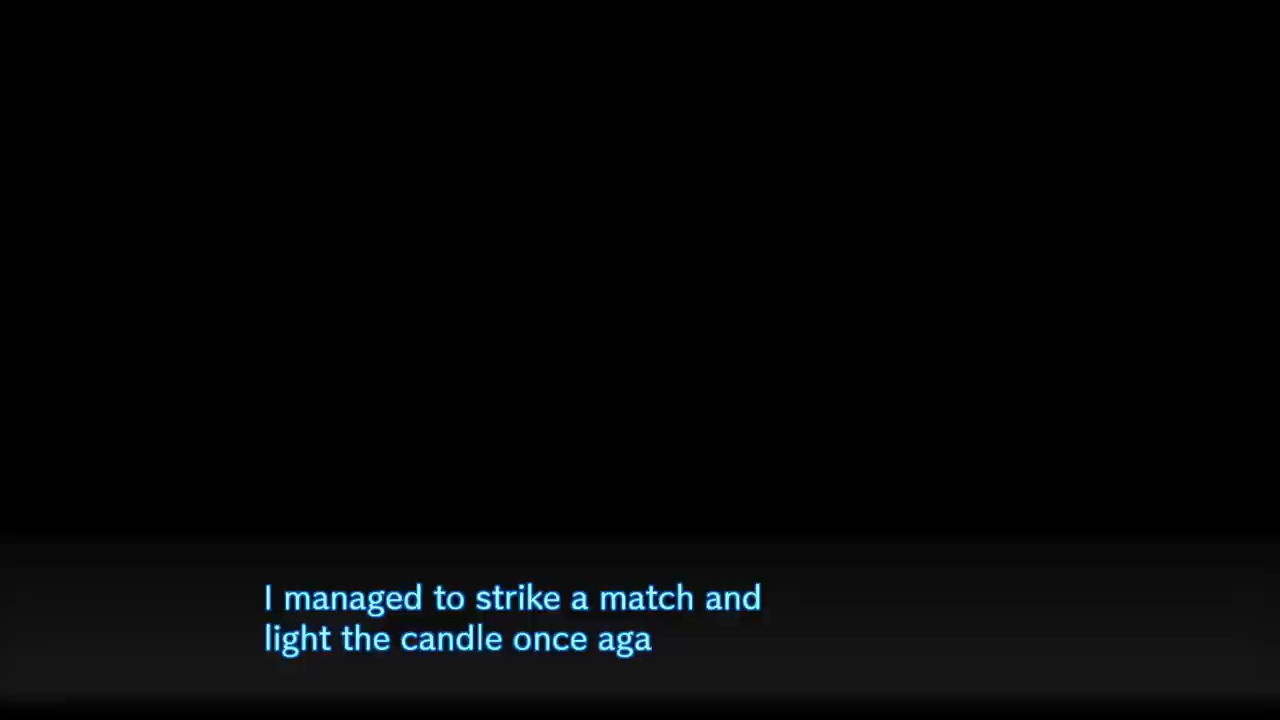 I managed to strike a match and
light the candle once aga